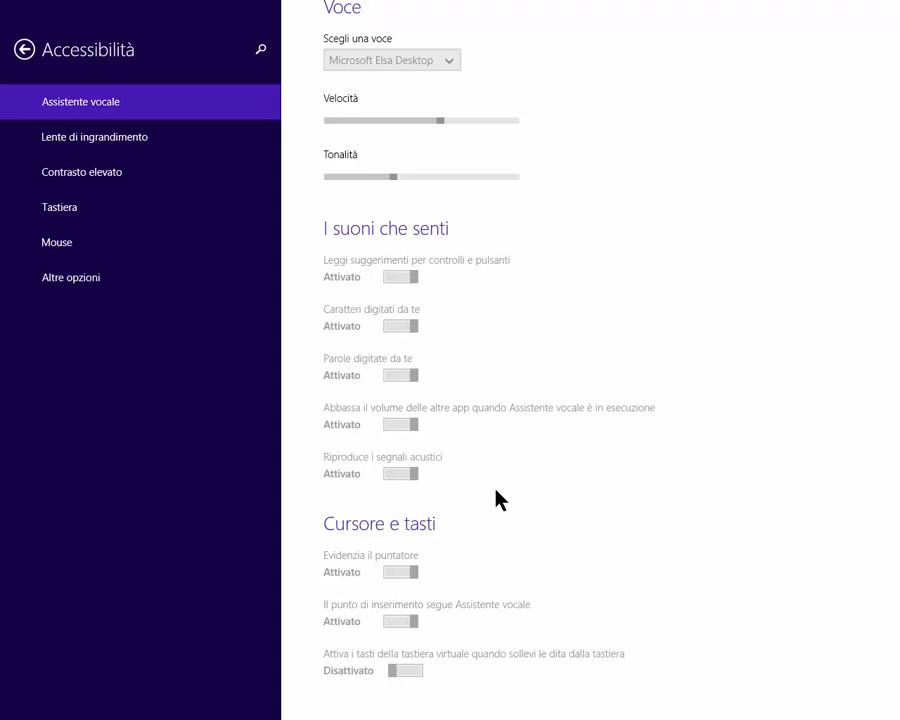 Accessibilità
Assistente vocale
Lente di ingrandimento
Contrasto elevato
Tastiera
Mouse
Altre opzioni
Voce
Scegli una voce
Microsoft Elsa Desktop
Velocità
Tonalità
I suoni che senti
Leggi suggerimenti per controlli e pulsanti
Attivato
Caratteri digitati da te
Attivato
Parole digitate da te
Attivato
Abbassa il volume delle altre app quando Assistente vocale è in esecuzione
Attivato
Riproduce i segnali acustici
Attivato
Cursore e tasti
Evidenzia il puntatore
Attivato
Il punto di inserimento segue Assistente vocale
Attivato
Attiva i tasti della tastiera virtuale quando sollevi le dita dalla tastiera
Disattivato